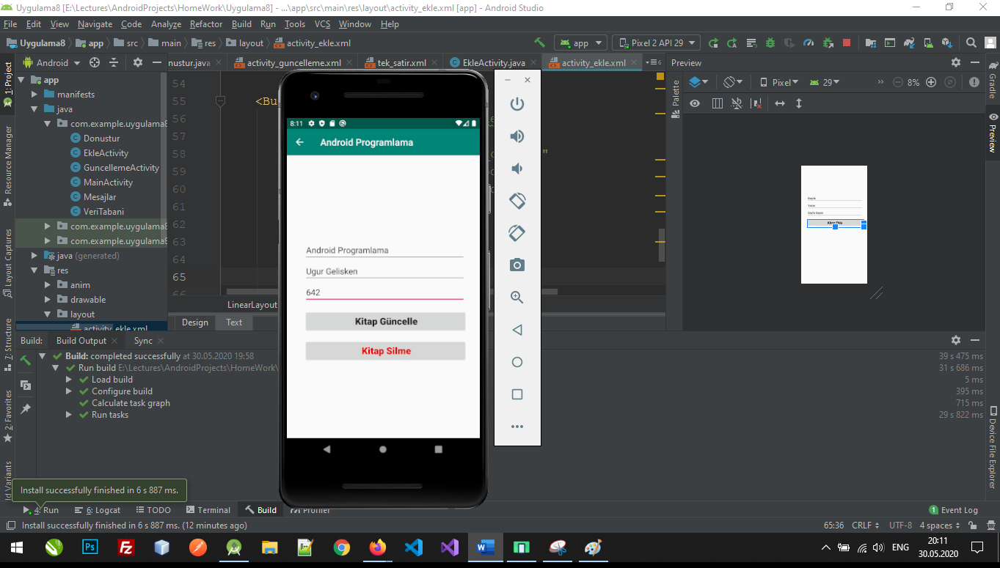 Uygulama8 [E:\Lectures\AndroidProjects\HomeWork\Uygulama8] - ...\app\src\main\res\layout\activity_ekle.xml [app] - Android Studio
File Edit View Navigate Code Analyze Refactor Build Run Tools VCS Window Help
Uygulama8 app src main res layout activity_ekle.xml app Pixel 2 API 29
Android nustur.java activity_guncelleme.xml tek_satir.xml EkleActivity.java activity_ekle.xml 6 Preview
1: Project
Resource Manager
Layout Captures
7: Structure
2: Favorites
ld Variants
app
manifests
java
com.example.uygulama8
Donustur
EkleActivity
GuncellemeActivity
MainActivity
Mesajlar
VeriTabani
com.example.uygulama8
com.example.uygulama8
java (generated)
res
anim
drawable
layout
activity_ekle.xml
54
55 <Bu
56
57
58 "
59
60
61
62
63
64
65
66
LinearLayout
Design Text
8:11
Android Programlama
Android Programlama
Ugur Gelisken
642
Kitap Güncelle
Kitap Silme
Palette
Pixel 29 8%
Başlık
Yazar
Sayfa Sayısı
Kitap Ekle
Gradle
Preview
Device File Explorer
Build: Build Output Sync
Build: completed successfully at 30.05.2020 19:58 39 s 475 ms
Run build E:\Lectures\AndroidProjects\HomeWork\ 31 s 686 ms
Load build 5 ms
Configure build 395 ms
Calculate task graph 715 ms
Run tasks 29 s 822 ms
Install successfully finished in 6 s 887 ms.
4: Run 6: Logcat TODO Terminal Build Profiler 1 Event Log
Install successfully finished in 6 s 887 ms. (12 minutes ago) 65:36 CRLF UTF-8 4 spaces
Ps Fz W ENG 20:11
30.05.2020